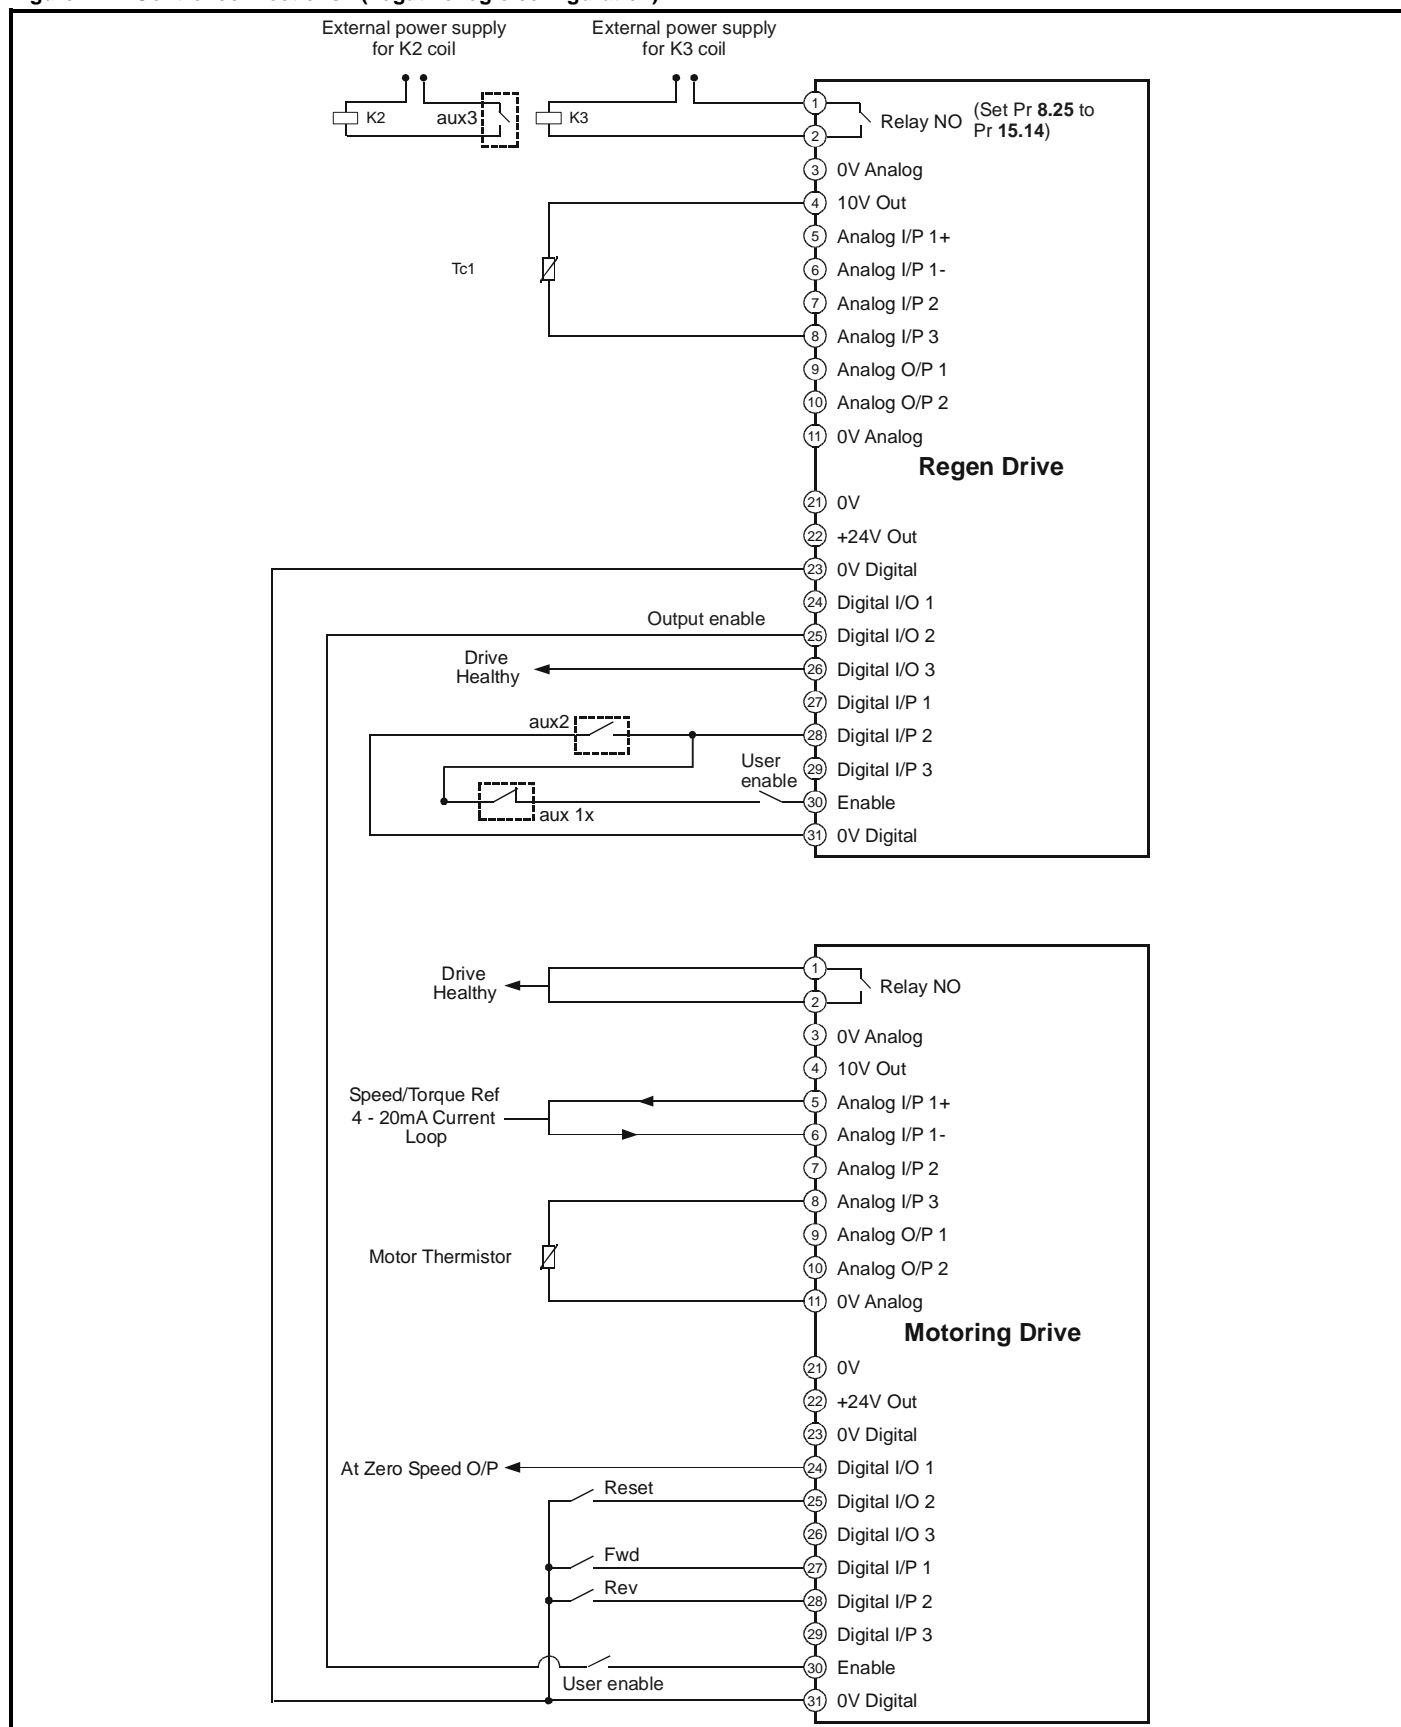 External power supply
for K2 coil
External power supply
for K3 coil
K2
aux3
K3
1
2
Relay NO
(Set Pr 8.25 to
Pr 15.14)
3 0V Analog
4 10V Out
5 Analog I/P 1+
Tc1
6 Analog I/P 1-
7 Analog I/P 2
8 Analog I/P 3
9 Analog O/P 1
10 Analog O/P 2
11 0V Analog
Regen Drive
21 0V
22 +24V Out
23 0V Digital
24 Digital I/O 1
Output enable
25 Digital I/O 2
Drive
Healthy
26 Digital I/O 3
27 Digital I/P 1
aux2
28 Digital I/P 2
User
enable
29 Digital I/P 3
30 Enable
aux 1x
31 0V Digital
Drive
Healthy
1
2
Relay NO
3 0V Analog
4 10V Out
Speed/Torque Ref
4 - 20mA Current
Loop
5 Analog I/P 1+
6 Analog I/P 1-
7 Analog I/P 2
8 Analog I/P 3
9 Analog O/P 1
Motor Thermistor
10 Analog O/P 2
11 0V Analog
Motoring Drive
21 0V
22 +24V Out
23 0V Digital
At Zero Speed O/P
24 Digital I/O 1
Reset
25 Digital I/O 2
26 Digital I/O 3
Fwd
27 Digital I/P 1
Rev
28 Digital I/P 2
29 Digital I/P 3
30 Enable
User enable
31 0V Digital